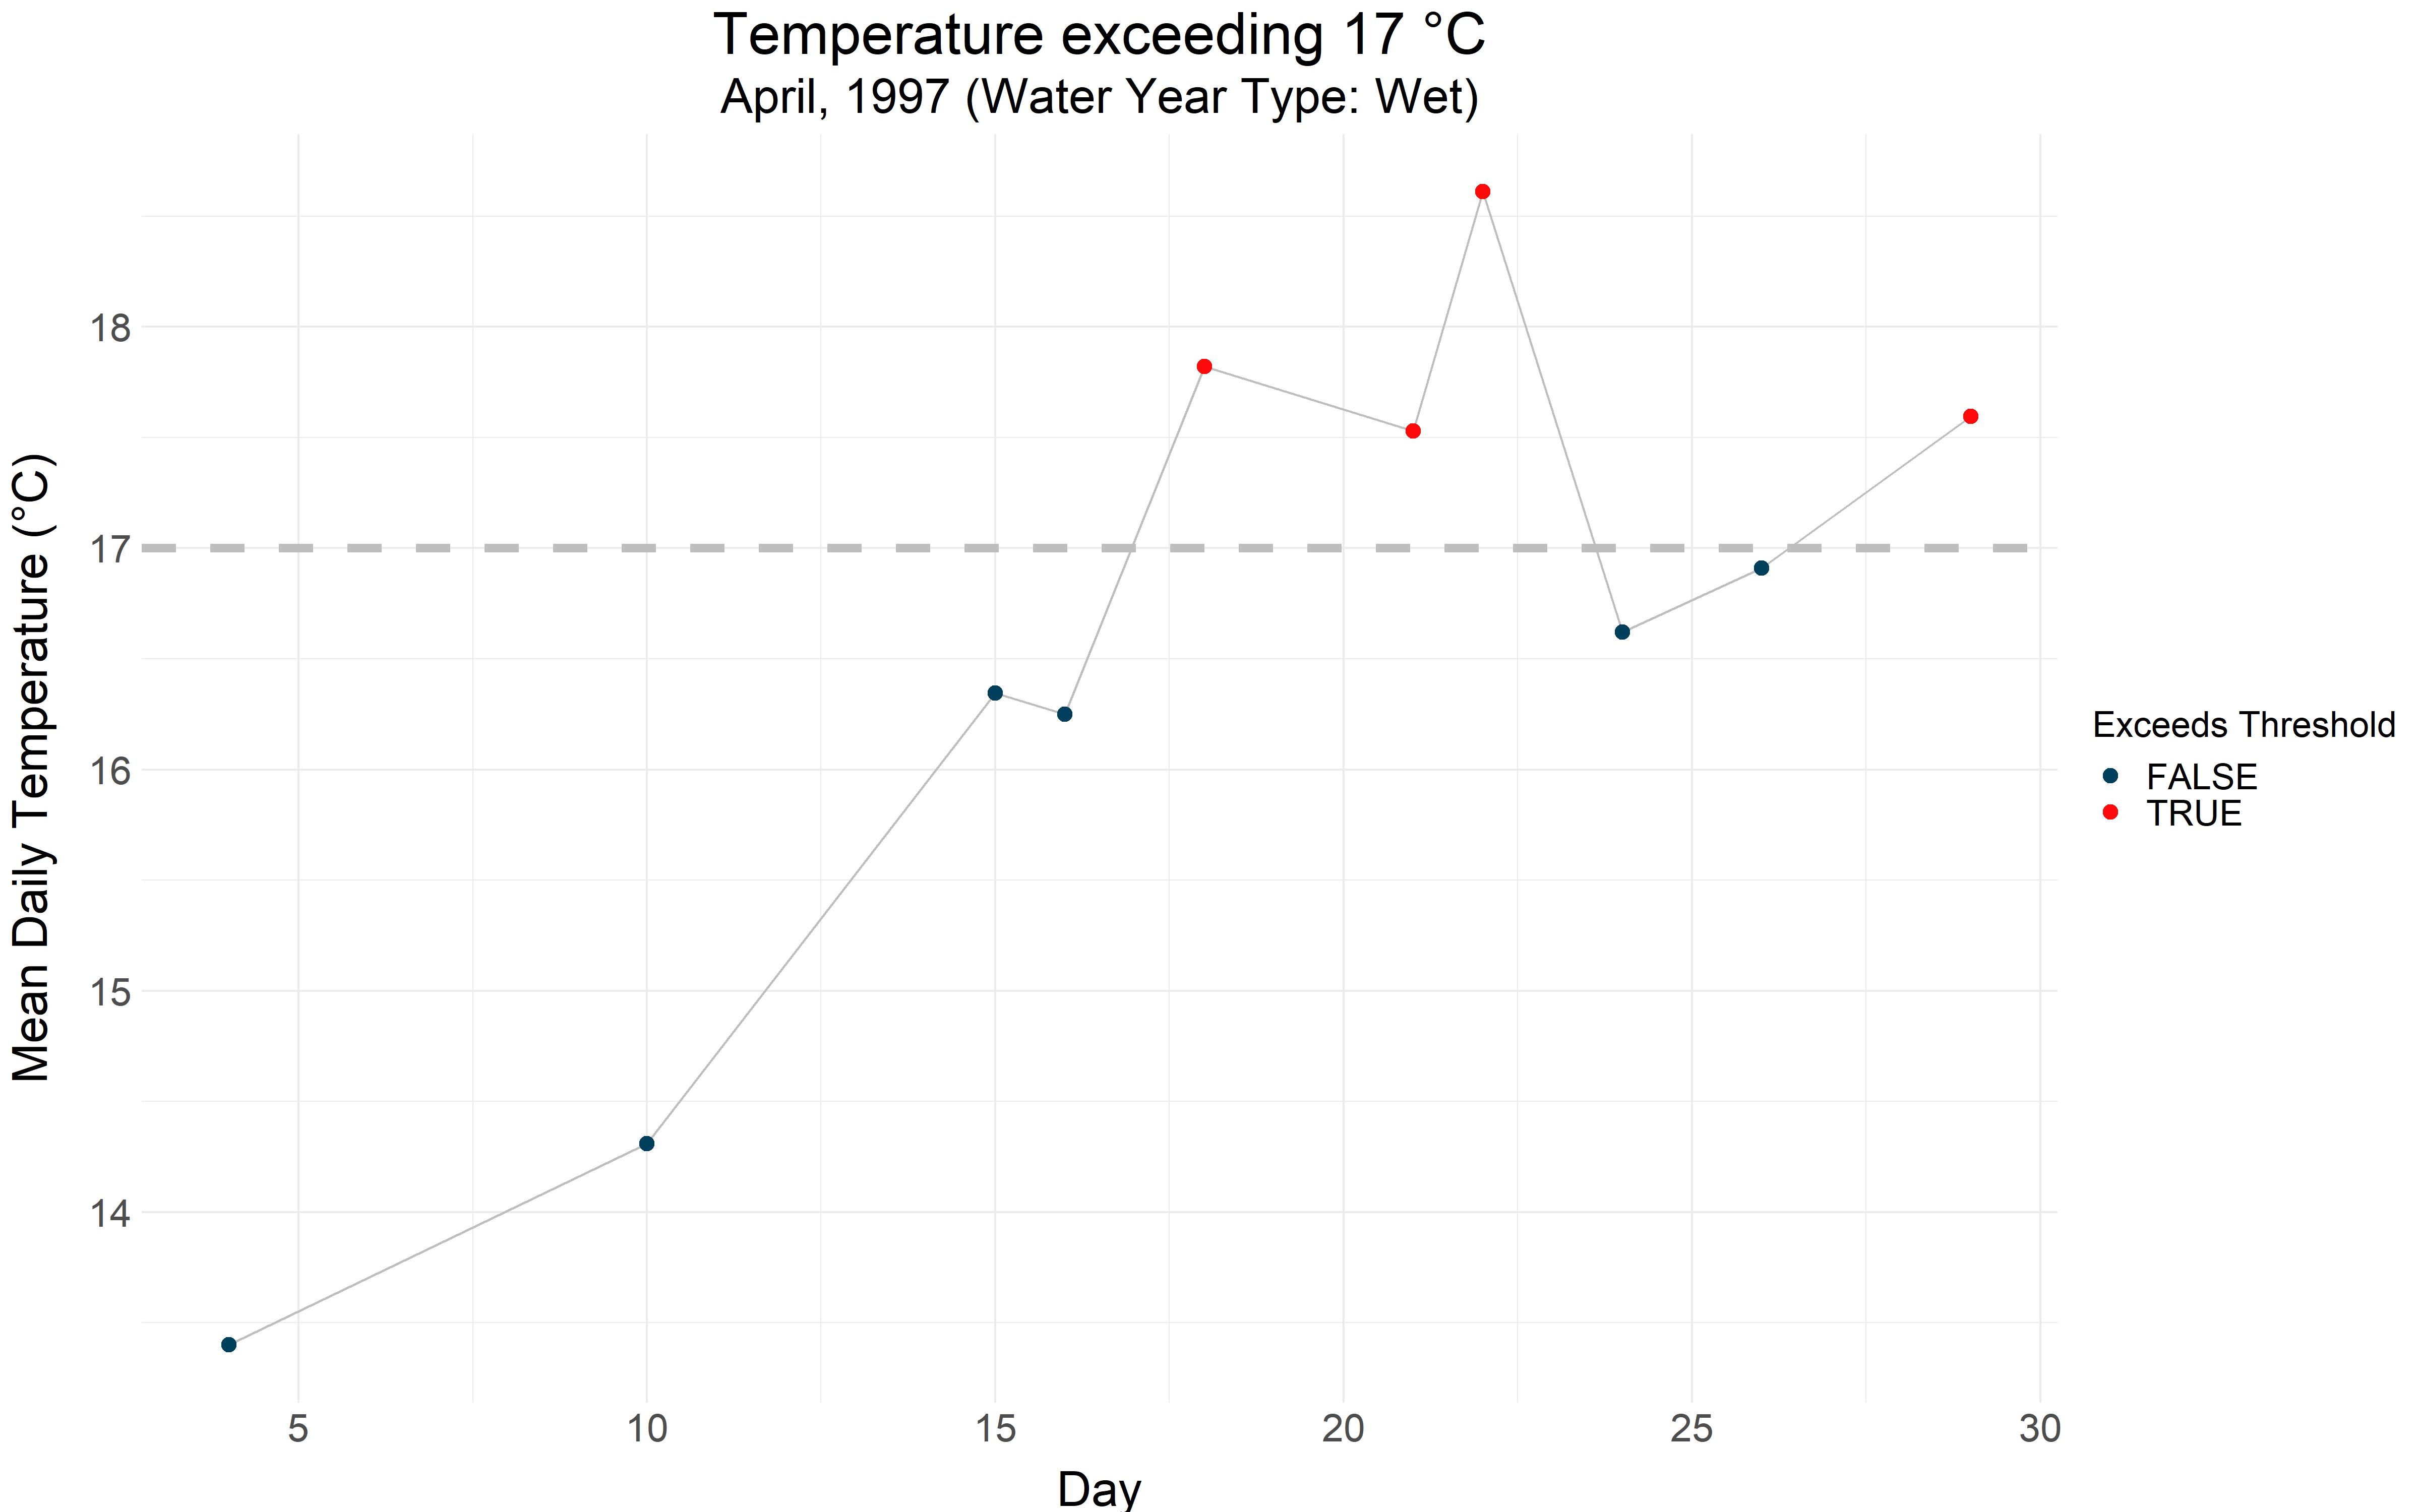 Temperature exceeding 17 °C
April, 1997 (Water Year Type: Wet)
Mean Daily Temperature (°C)
18
17
16
15
14
5
10
15
20
25
30
Day
Exceeds Threshold
FALSE
TRUE